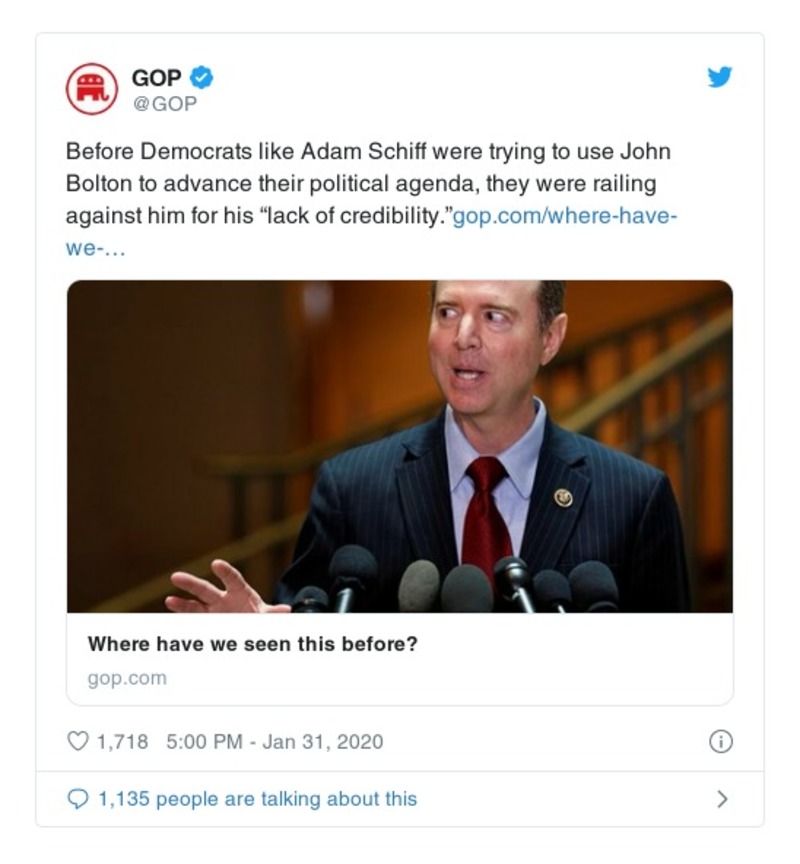 GOP
@GOP
Before Democrats like Adam Schiff were trying to use John
Bolton to advance their political agenda, they were railing
against him for his “lack of credibility.”gop.com/where-have-
we-…
Where have we seen this before?
gop.com
1,718 5:00 PM - Jan 31, 2020
1,135 people are talking about this